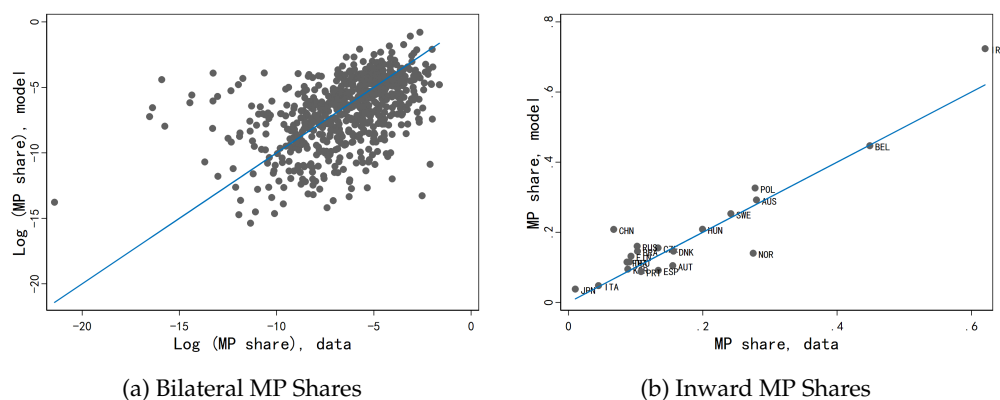 0
-5
-10
-15
-20
Log (MP share), model
-20
-15
-10
-5
0
Log (MP share), data
(a) Bilateral MP Shares
.8
.6
.4
.2
0
MP share, model
R
BEL
POL
AUS
SWE
HUN
CHN
NOR
RUS
CZ
DNK
AUT
ESP
PRT
ITA
JPN
0
.2
.4
.6
MP share, data
(b) Inward MP Shares